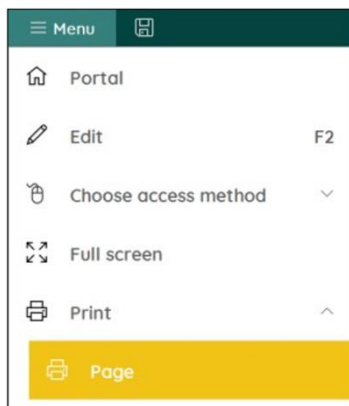 Menu
Portal
Edit F2
Choose access method
Full screen
Print
Page